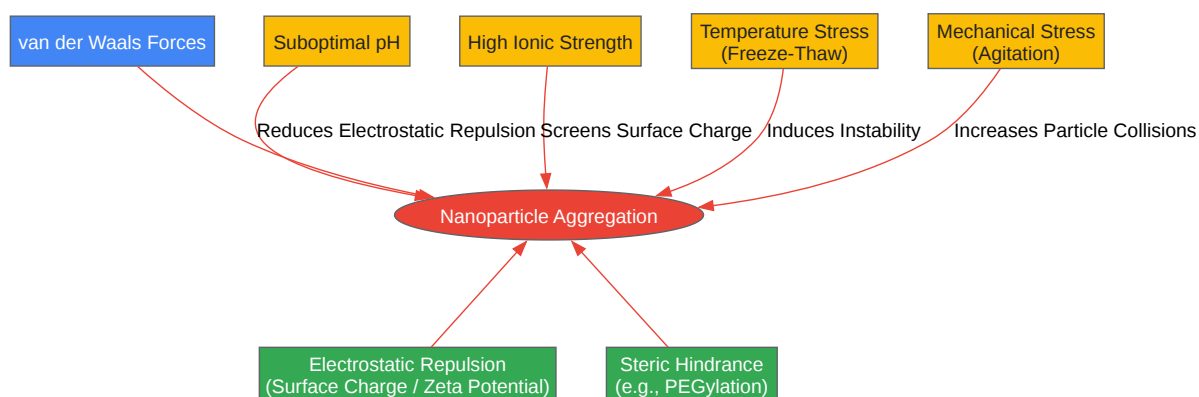 van der Waals Forces
Suboptimal pH
High Ionic Strength
Temperature Stress
(Freeze-Thaw)
Mechanical Stress
(Agitation)
Reduces Electrostatic Repulsion
Screens Surface Charge
Induces Instability
Increases Particle Collisions
Nanoparticle Aggregation
Electrostatic Repulsion
(Surface Charge / Zeta Potential)
Steric Hindrance
(e.g., PEGylation)